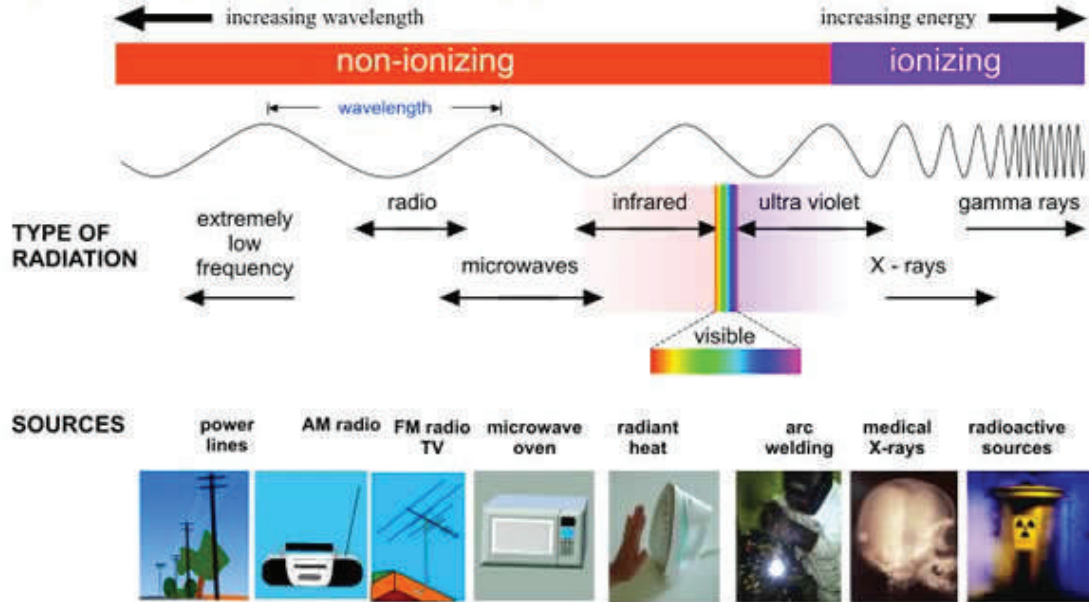 increasing wavelength
increasing energy
non-ionizing
ionizing
wavelength
TYPE OF
RADIATION
extremely
low
frequency
radio
microwaves
infrared
visible
ultra violet
X - rays
gamma rays
SOURCES
power
lines
AM radio
FM radio
TV
microwave
oven
radiant
heat
arc
welding
medical
X-rays
radioactive
sources